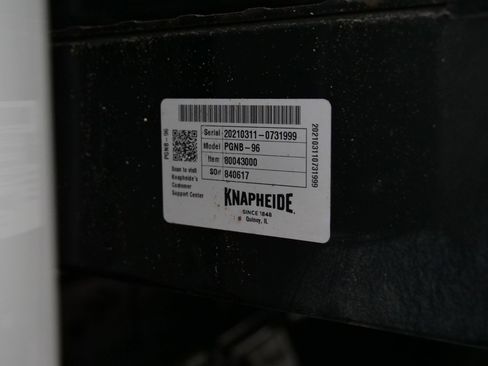 PGNB-96
Serial 20210311-0731999
Model PGNB-96
Item 80043000
SO# 840617
Scan to visit
Knapheide's
Customer
Support Center
KNAPHEIDE.
SINCE 1848
Quincy, IL
202103110731999